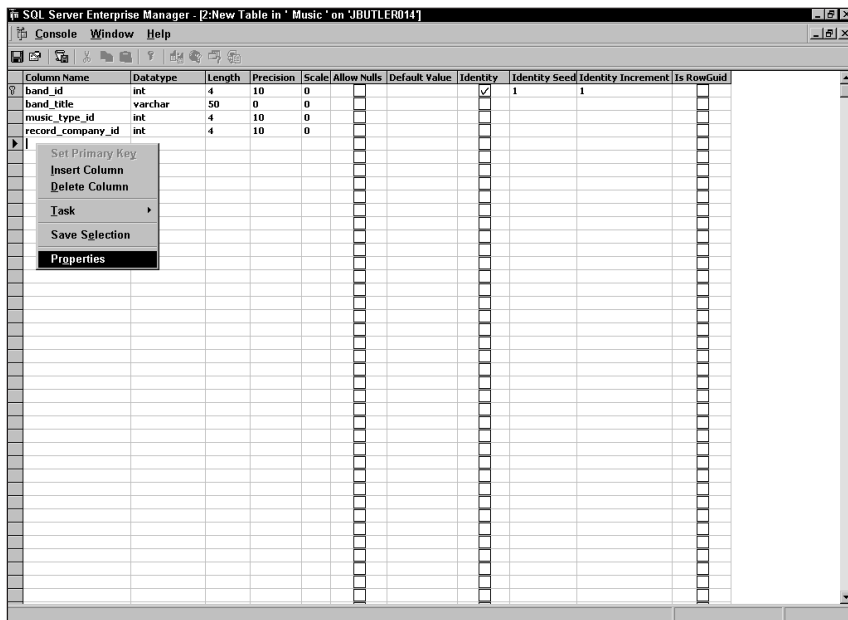 SQL Server Enterprise Manager - [2:New Table in ' Music ' on 'JBUTLER014']
Console Window Help
Column Name Datatype Length Precision Scale Allow Nulls Default Value Identity Identity Seed Identity Increment Is RowGuid
band_id int 4 10 0 1 1
band_title varchar 50 0 0
music_type_id int 4 10 0
record_company_id int 4 10 0
Set Primary Key
Insert Column
Delete Column
Task
Save Selection
Properties